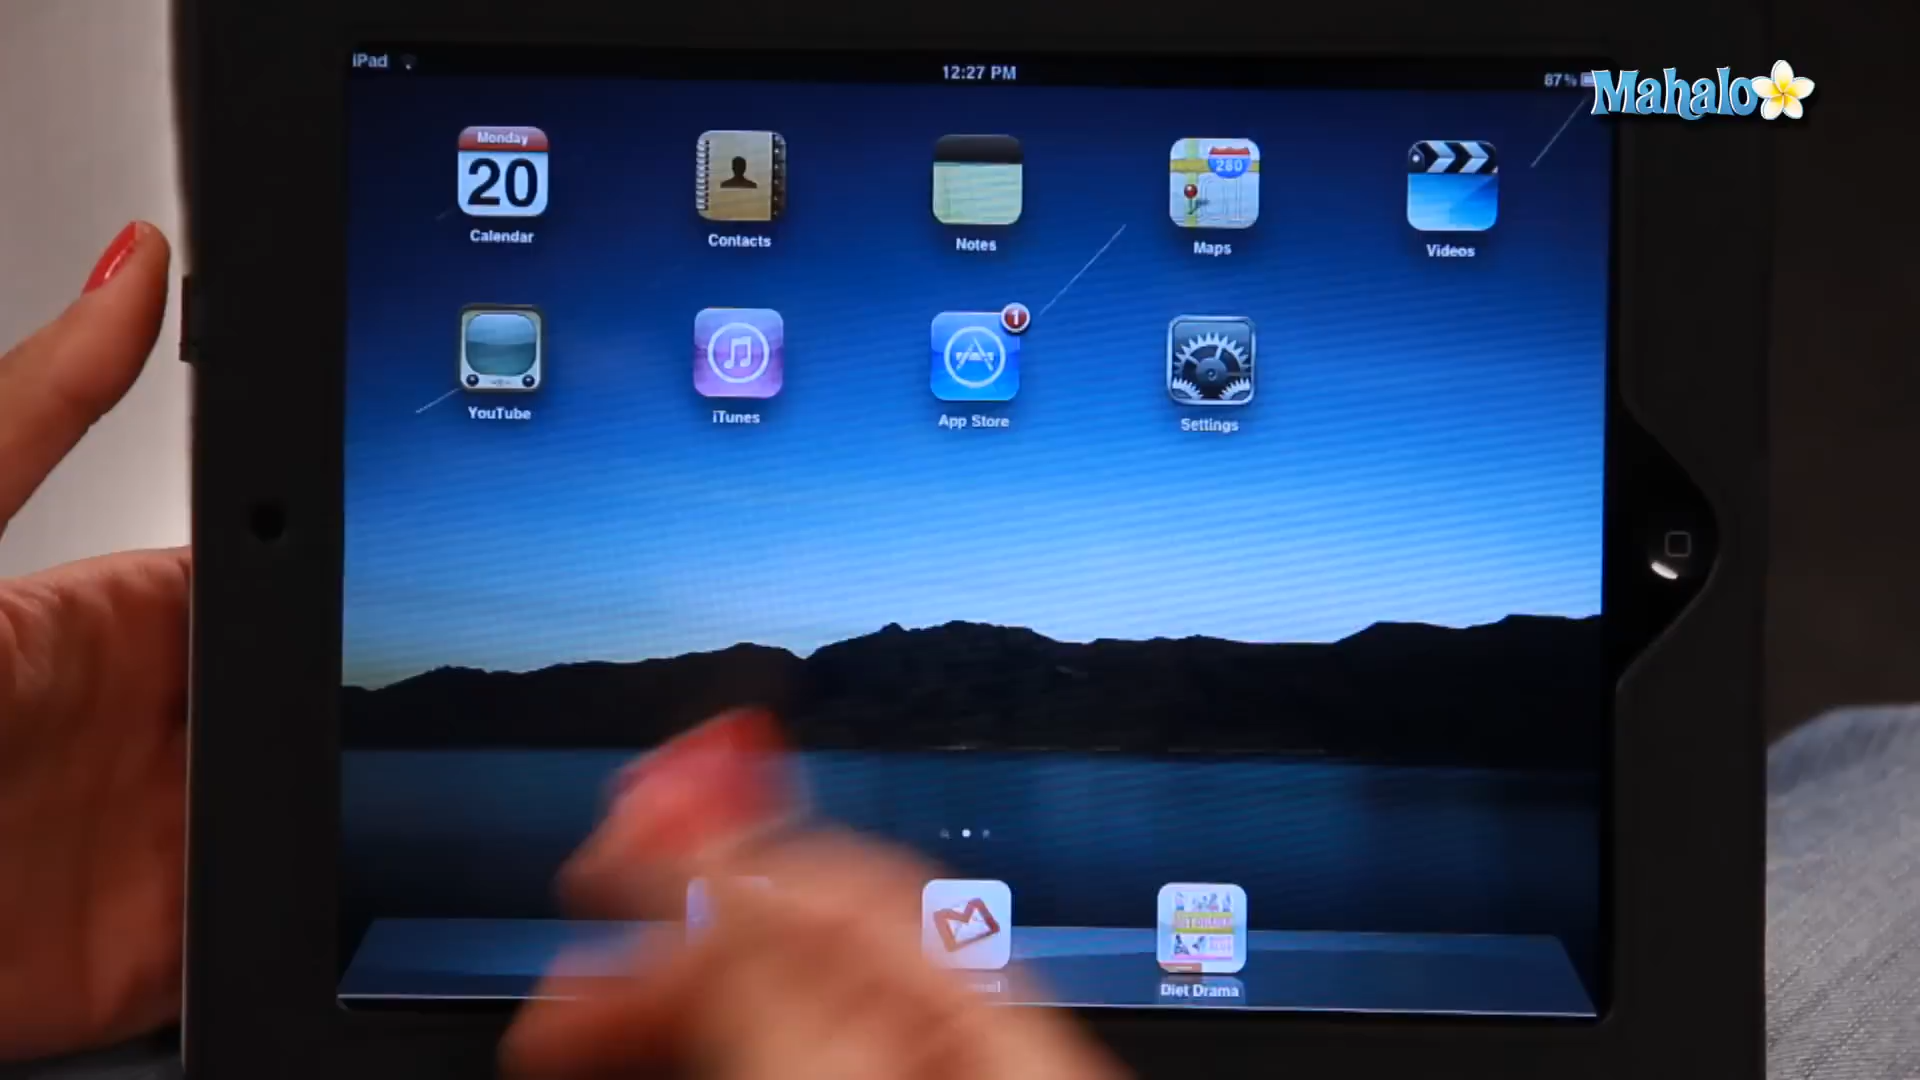 iPad
12:27 PM
87%
Mahalo
Monday
20
280
Calendar
Contacts
Notes
Maps
Videos
1
YouTube
iTunes
App Store
Settings
Diet Drama